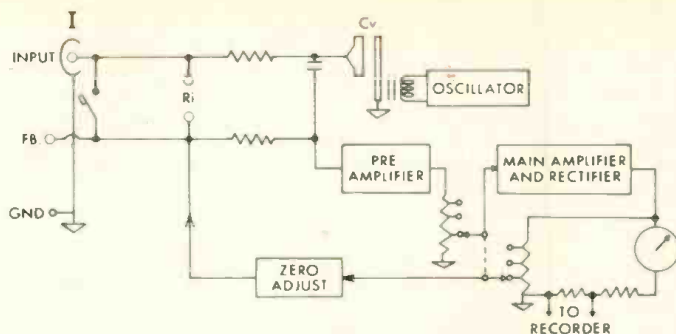 I
Cv
INPUT
Ri
OSCILLATOR
FB
PRE
AMPLIFIER
MAIN AMPLIFIER
AND RECTIFIER
GND
ZERO
ADJUST
TO
RECORDER